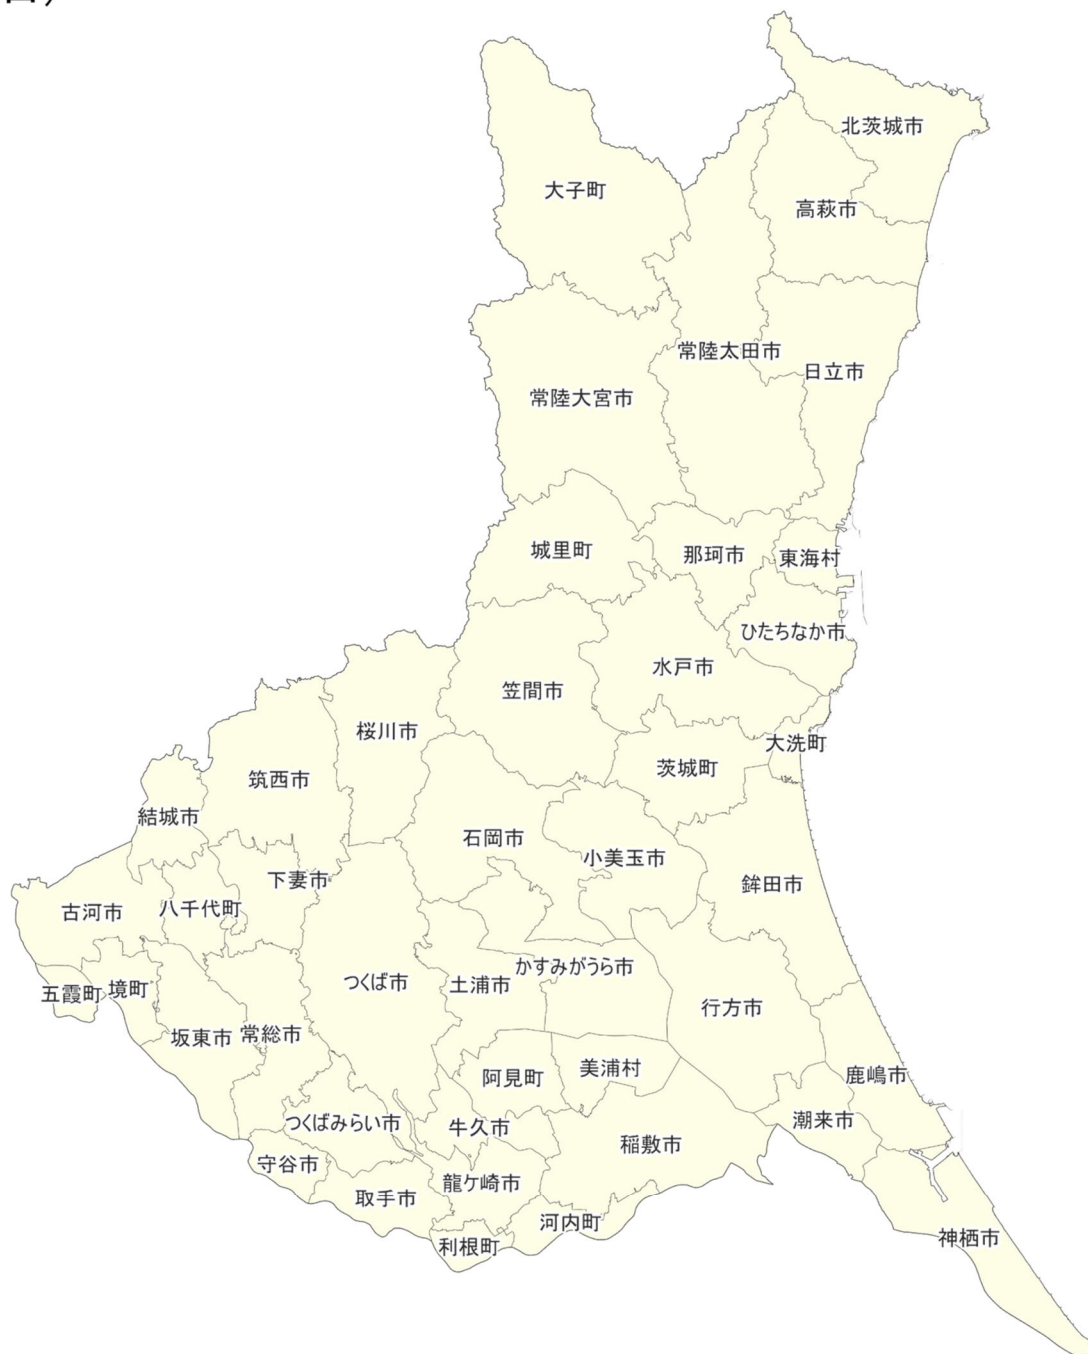 北茨城市
大子町
高萩市
常陸太田市
日立市
常陸大宮市
城里町
那珂市
東海村
ひたちなか市
水戸市
笠間市
桜川市
大洗町
茨城町
筑西市
結城市
石岡市
小美玉市
下妻市
鉾田市
八千代町
古河市
かすみがうら市
つくば市
土浦市
五霞町
境町
行方市
坂東市
常総市
美浦村
鹿嶋市
阿見町
つくばみらい市
牛久市
潮来市
稲敷市
守谷市
龍ケ崎市
取手市
河内町
神栖市
利根町